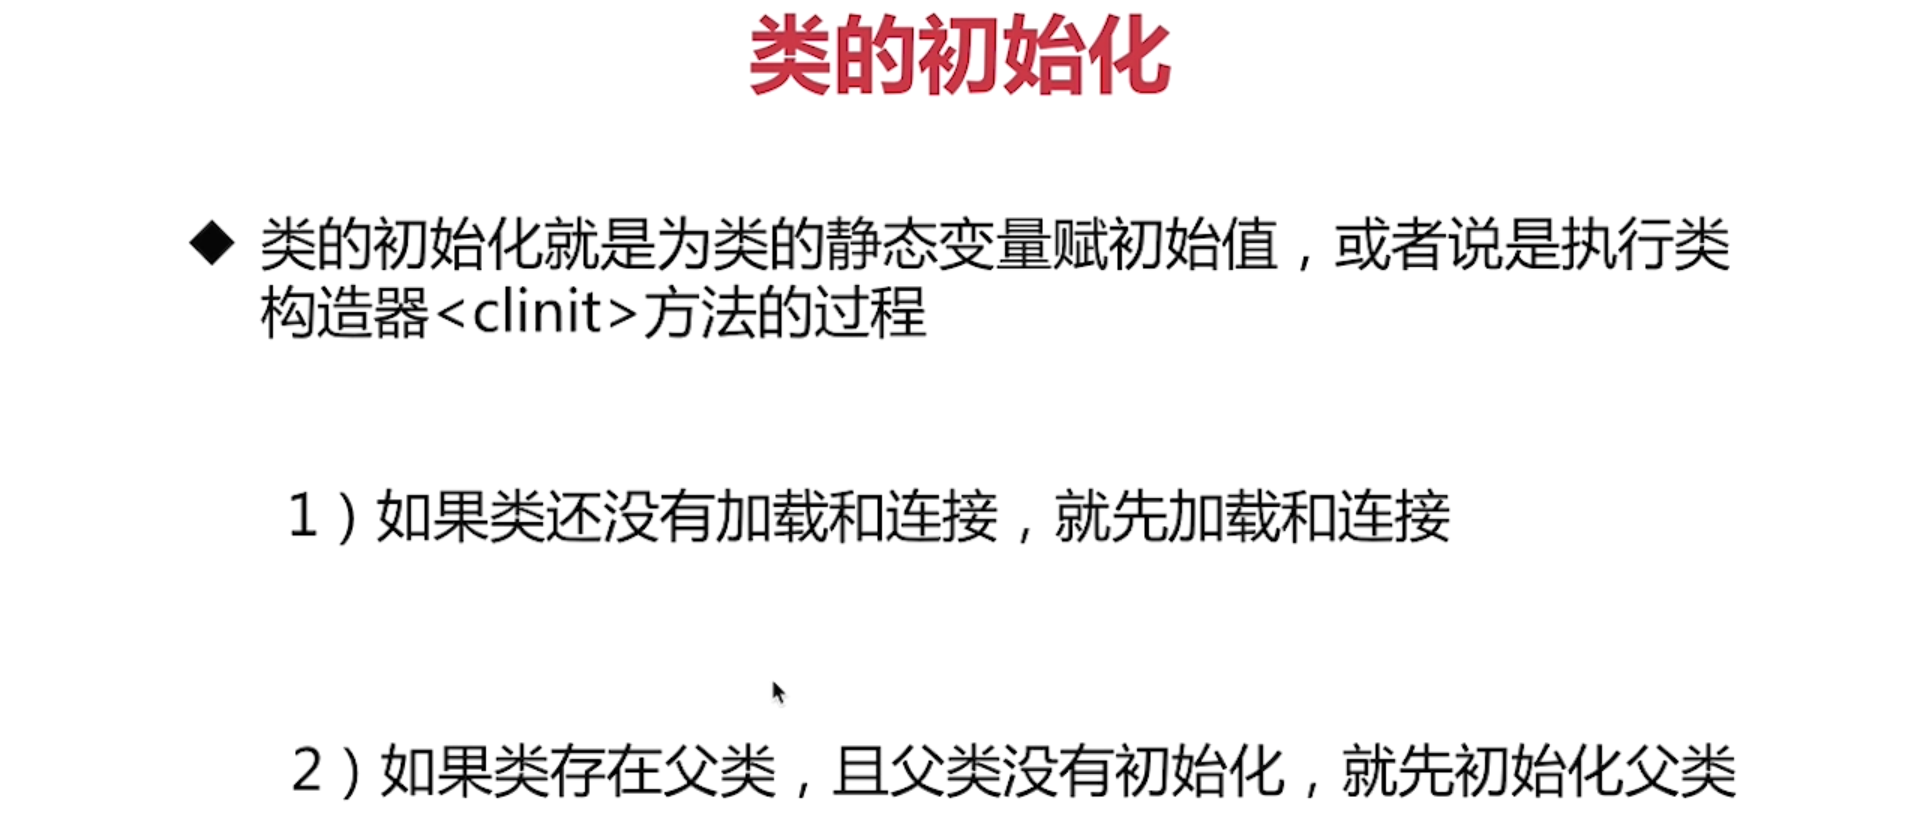 类的初始化
◆ 类的初始化就是为类的静态变量赋初始值，或者说是执行类
构造器<clinit>方法的过程
1）如果类还没有加载和连接，就先加载和连接
2）如果类存在父类，且父类没有初始化，就先初始化父类